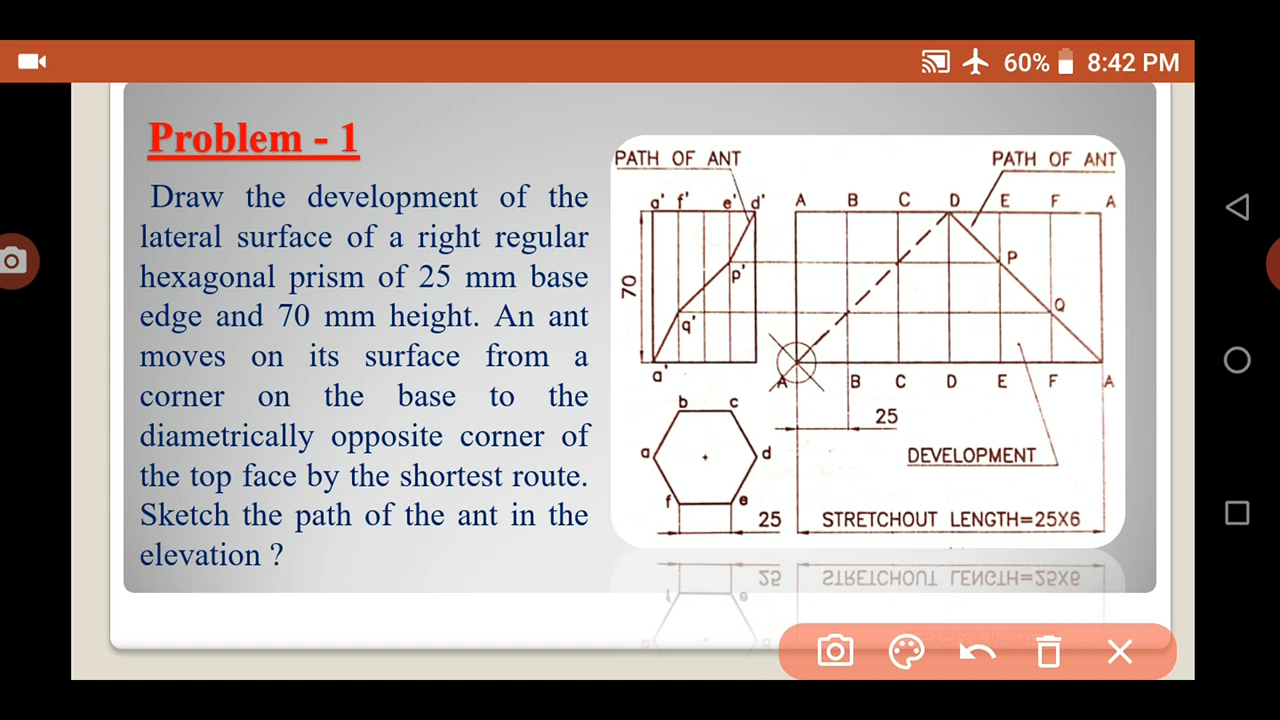 60% 8:42 PM
Problem - 1
Draw the development of the
lateral surface of a right regular
hexagonal prism of 25 mm base
edge and 70 mm height. An ant
moves on its surface from a
corner on the base to the
diametrically opposite corner of
the top face by the shortest route.
Sketch the path of the ant in the
elevation ?
PATH OF ANT
PATH OF ANT
a' f' e' d' A B C D E F A
P
p'
70
Q
q'
a' A B C D E F A
b c
25
a d
DEVELOPMENT
f e
25 STRETCHOUT LENGTH=25X6